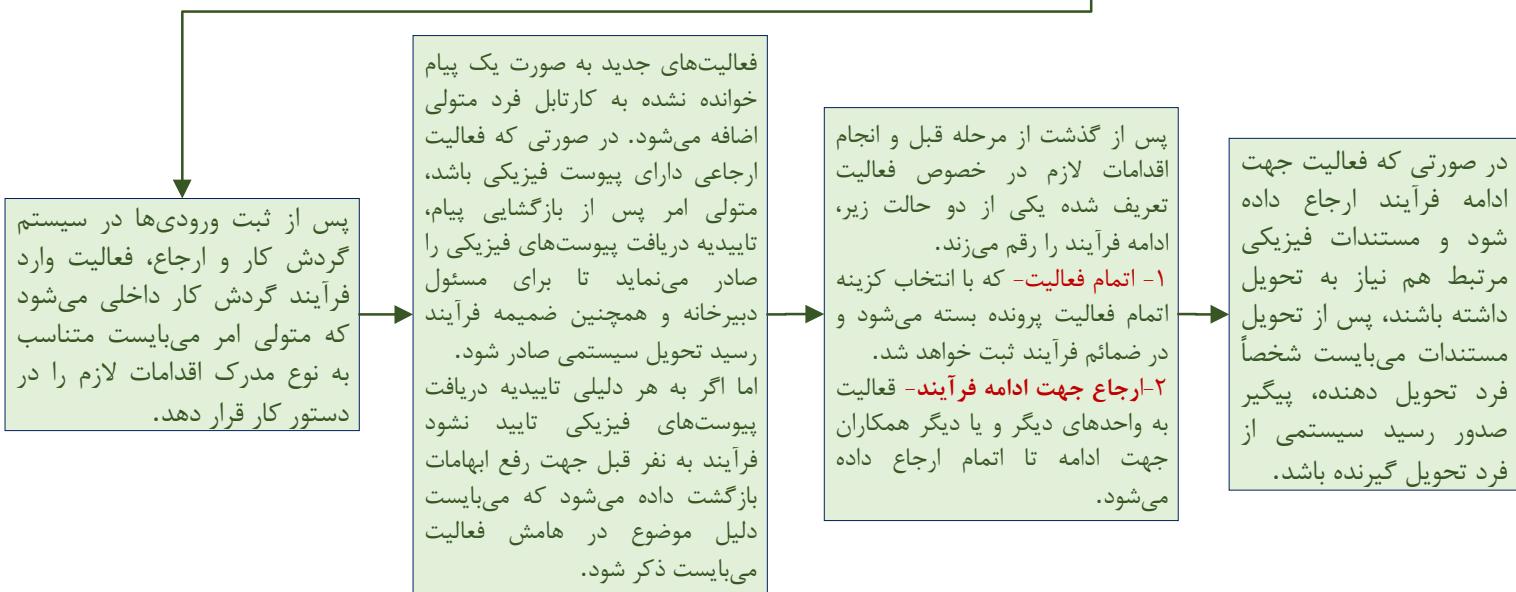 پس از ثبت ورودی‌ها در سیستم
گردش کار و ارجاع، فعالیت وارد
فرآیند گردش کار داخلی می‌شود
که متولی امر می‌بایست متناسب
به نوع مدرک اقدامات لازم را در
دستور کار قرار دهد.
فعالیت‌های جدید به صورت یک پیام
خوانده نشده به کارتابل فرد متولی
اضافه می‌شود. در صورتی که فعالیت
ارجاعی دارای پیوست فیزیکی باشد،
متولی امر پس از بازگشایی پیام،
تاییدیه دریافت پیوست‌های فیزیکی را
صادر می‌نماید تا برای مسئول
دبیرخانه و همچنین ضمیمه فرآیند
رسید تحویل سیستمی صادر شود.
اما اگر به هر دلیلی تاییدیه دریافت
پیوست‌های فیزیکی تایید نشود
فرآیند به نفر قبل جهت رفع ابهامات
بازگشت داده می‌شود که می‌بایست
دلیل موضوع در هامش فعالیت
می‌بایست ذکر شود.
پس از گذشت از مرحله قبل و انجام
اقدامات لازم در خصوص فعالیت
تعریف شده یکی از دو حالت زیر،
ادامه فرآیند را رقم می‌زند.
۱- اتمام فعالیت- که با انتخاب کزینه
اتمام فعالیت پرونده بسته می‌شود و
در ضمائم فرآیند ثبت خواهد شد.
۲-ارجاع جهت ادامه فرآیند- قعالیت
به واحدهای دیگر و یا دیگر همکاران
جهت ادامه تا اتمام ارجاع داده
می‌شود.
در صورتی که فعالیت جهت
ادامه فرآیند ارجاع داده
شود و مستندات فیزیکی
مرتبط هم نیاز به تحویل
داشته باشند، پس از تحویل
مستندات می‌بایست شخصاً
فرد تحویل دهنده، پیگیر
صدور رسید سیستمی از
فرد تحویل گیرنده باشد.